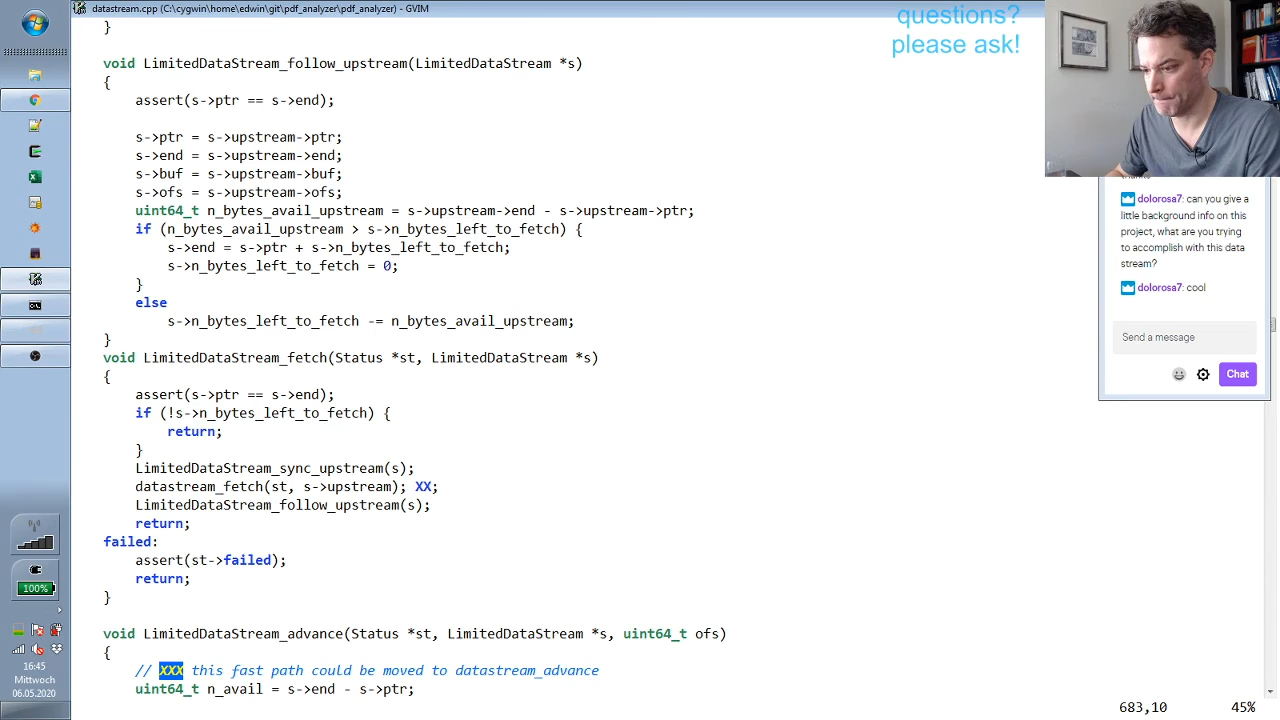 datastream.cpp (C:\cygwin\home\edwin\git\pdf_analyzer\pdf_analyzer) - GVIM
questions?
please ask!
}
void LimitedDataStream_follow_upstream(LimitedDataStream *s)
{
assert(s->ptr == s->end);
s->ptr = s->upstream->ptr;
s->end = s->upstream->end;
s->buf = s->upstream->buf;
s->ofs = s->upstream->ofs;
uint64_t n_bytes_avail_upstream = s->upstream->end - s->upstream->ptr;
if (n_bytes_avail_upstream > s->n_bytes_left_to_fetch) {
s->end = s->ptr + s->n_bytes_left_to_fetch;
s->n_bytes_left_to_fetch = 0;
}
else
s->n_bytes_left_to_fetch -= n_bytes_avail_upstream;
}
void LimitedDataStream_fetch(Status *st, LimitedDataStream *s)
{
assert(s->ptr == s->end);
if (!s->n_bytes_left_to_fetch) {
return;
}
LimitedDataStream_sync_upstream(s);
datastream_fetch(st, s->upstream); XX;
LimitedDataStream_follow_upstream(s);
return;
failed:
assert(st->failed);
return;
}
void LimitedDataStream_advance(Status *st, LimitedDataStream *s, uint64_t ofs)
{
// XXX this fast path could be moved to datastream_advance
uint64_t n_avail = s->end - s->ptr;
683,10 45%
dolorosa7: can you give a
little background info on this
project, what are you trying
to accomplish with this data
stream?
dolorosa7: cool
Send a message
Chat
100%
16:45
Mittwoch
06.05.2020